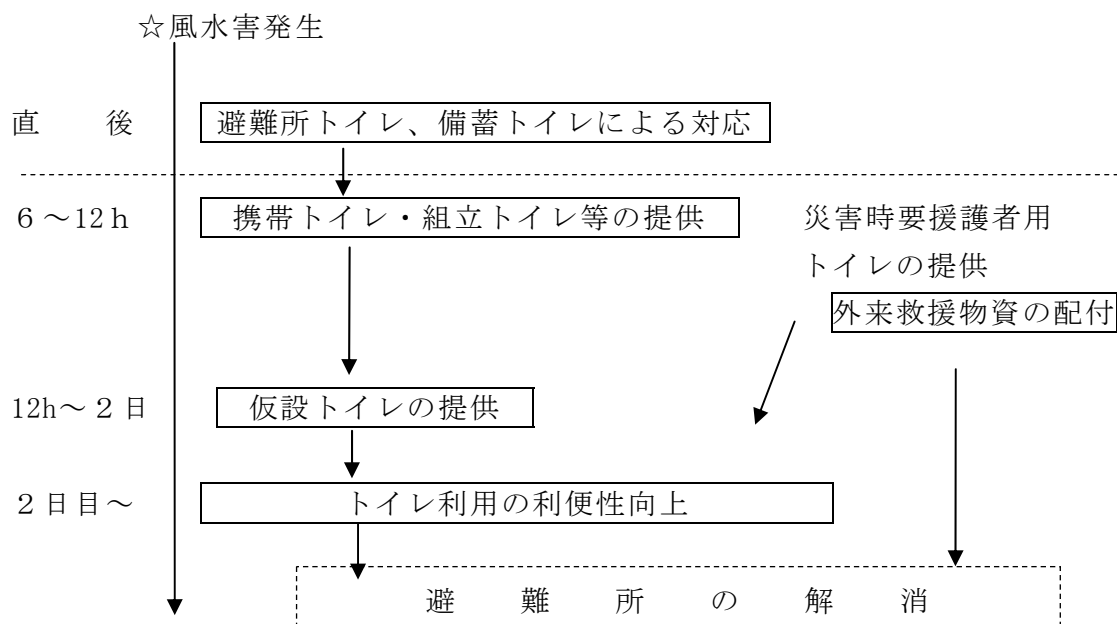 ☆風水害発生
直　後
避難所トイレ、備蓄トイレによる対応
６～12ｈ
携帯トイレ・組立トイレ等の提供
災害時要援護者用
トイレの提供
外来救援物資の配付
12h～２日
仮設トイレの提供
２日目～
トイレ利用の利便性向上
避　難　所　の　解　消